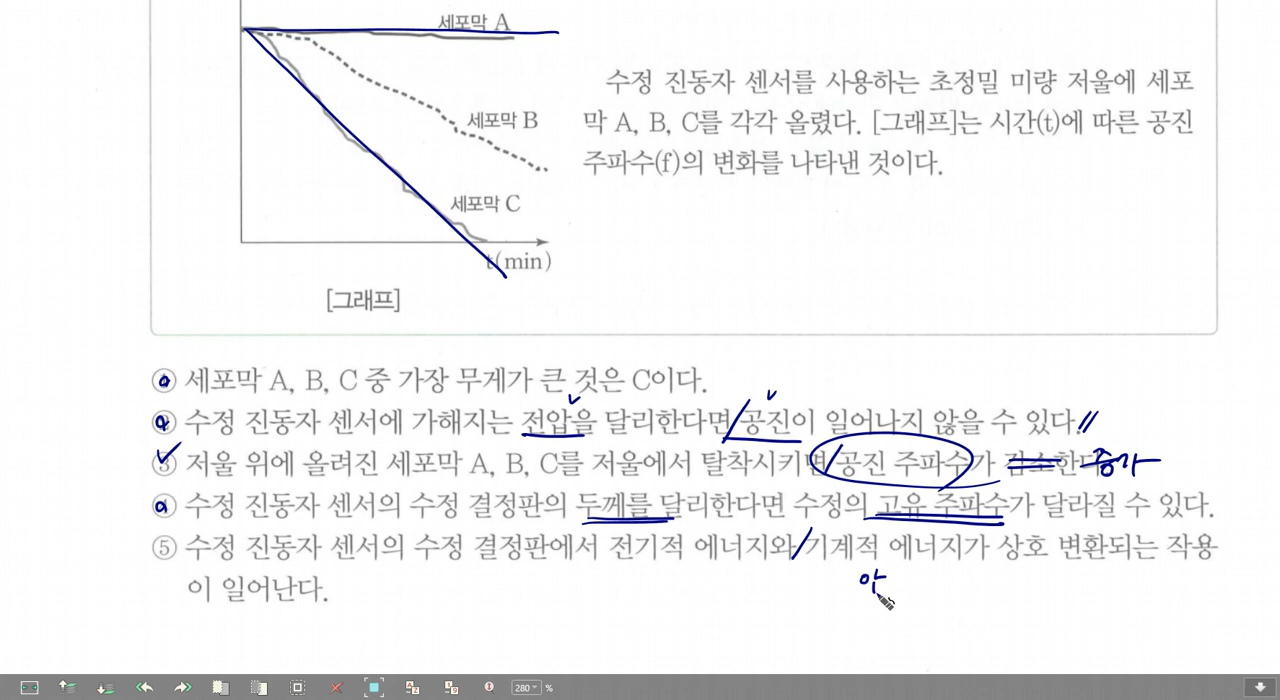 세포막 A
세포막 B
세포막 C
t(min)
[그래프]
수정 진동자 센서를 사용하는 초정밀 미량 저울에 세포
막 A, B, C를 각각 올렸다. [그래프]는 시간(t)에 따른 공진
주파수(f)의 변화를 나타낸 것이다.
세포막 A, B, C 중 가장 무게가 큰 것은 C이다.
수정 진동자 센서에 가해지는 전압을 달리한다면 공진이 일어나지 않을 수 있다.
③ 저울 위에 올려진 세포막 A, B, C를 저울에서 탈착시키면 공진 주파수가 감소한다. 증가
수정 진동자 센서의 수정 결정판의 두께를 달리한다면 수정의 고유 주파수가 달라질 수 있다.
⑤ 수정 진동자 센서의 수정 결정판에서 전기적 에너지와 기계적 에너지가 상호 변환되는 작용
이 일어난다.
280 %